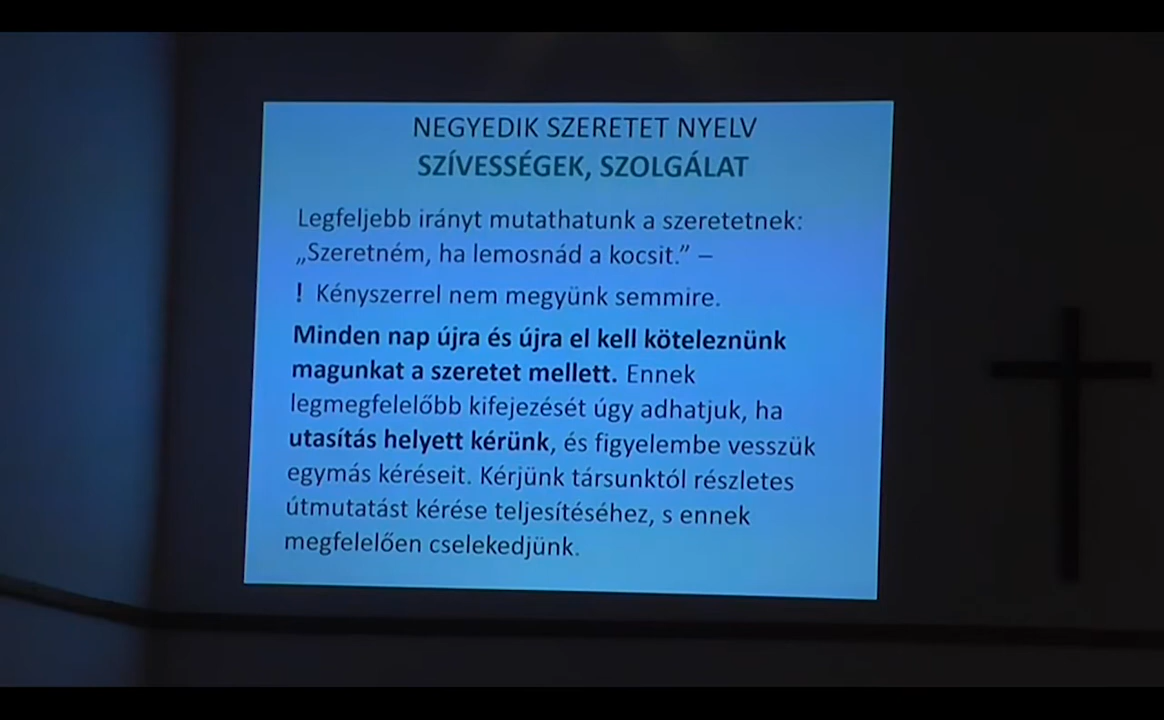 NEGYEDIK SZERETET NYELV
SZÍVESSÉGEK, SZOLGÁLAT
Legfeljebb irányt mutathatunk a szeretetnek:
„Szeretném, ha lemosnád a kocsit.” –
! Kényszerrel nem megyünk semmire.
Minden nap újra és újra el kell köteleznünk
magunkat a szeretet mellett. Ennek
legmegfelelőbb kifejezését úgy adhatjuk, ha
utasítás helyett kérünk, és figyelembe vesszük
egymás kéréseit. Kérjünk társunktól részletes
útmutatást kérése teljesítéséhez, s ennek
megfelelően cselekedjünk.